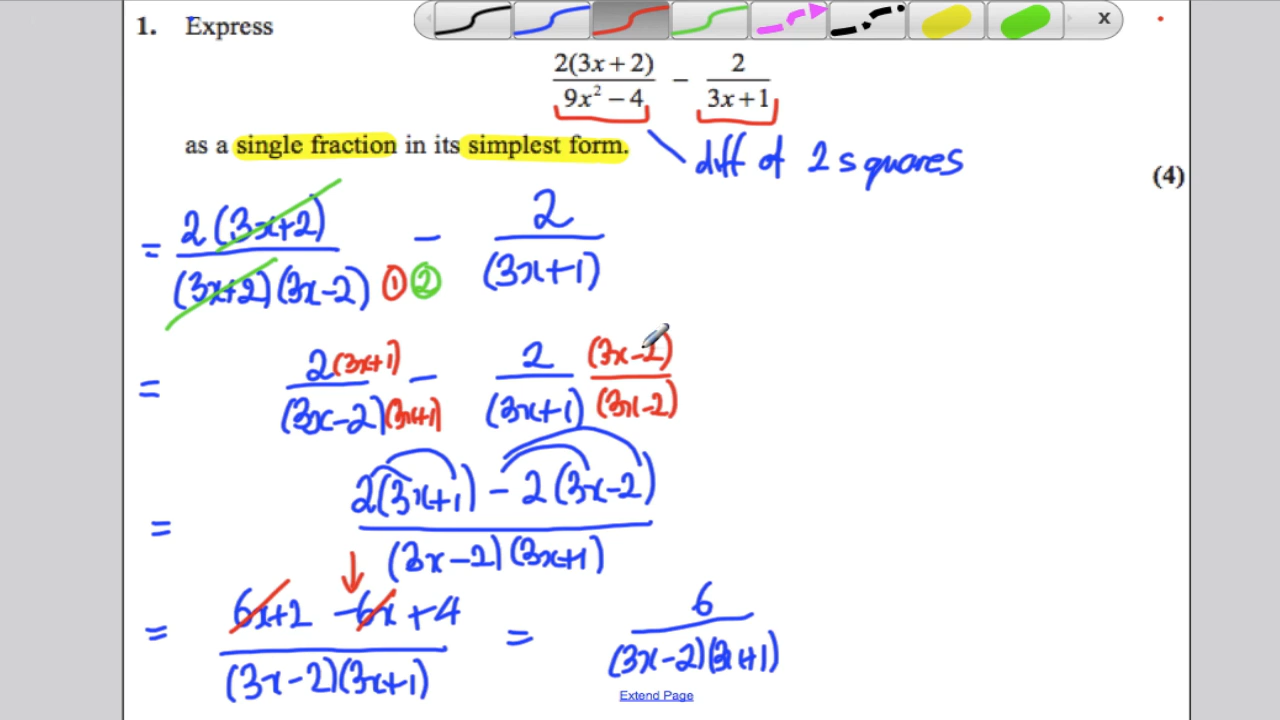 1. Express
x
2(3x + 2) / 9x² − 4 − 2 / 3x + 1
as a single fraction in its simplest form.
diff of 2 squares
(4)
= 2(3x+2) / (3x+2)(3x−2) ① ② − 2 / (3x+1)
= 2(3x+1) / (3x−2)(3x+1) − 2 (3x−2) / (3x+1) (3x−2)
= 2(3x+1) − 2(3x−2) / (3x−2)(3x+1)
= 6x+2 −6x+4 / (3x−2)(3x+1) = 6 / (3x−2)(3x+1)
Extend Page